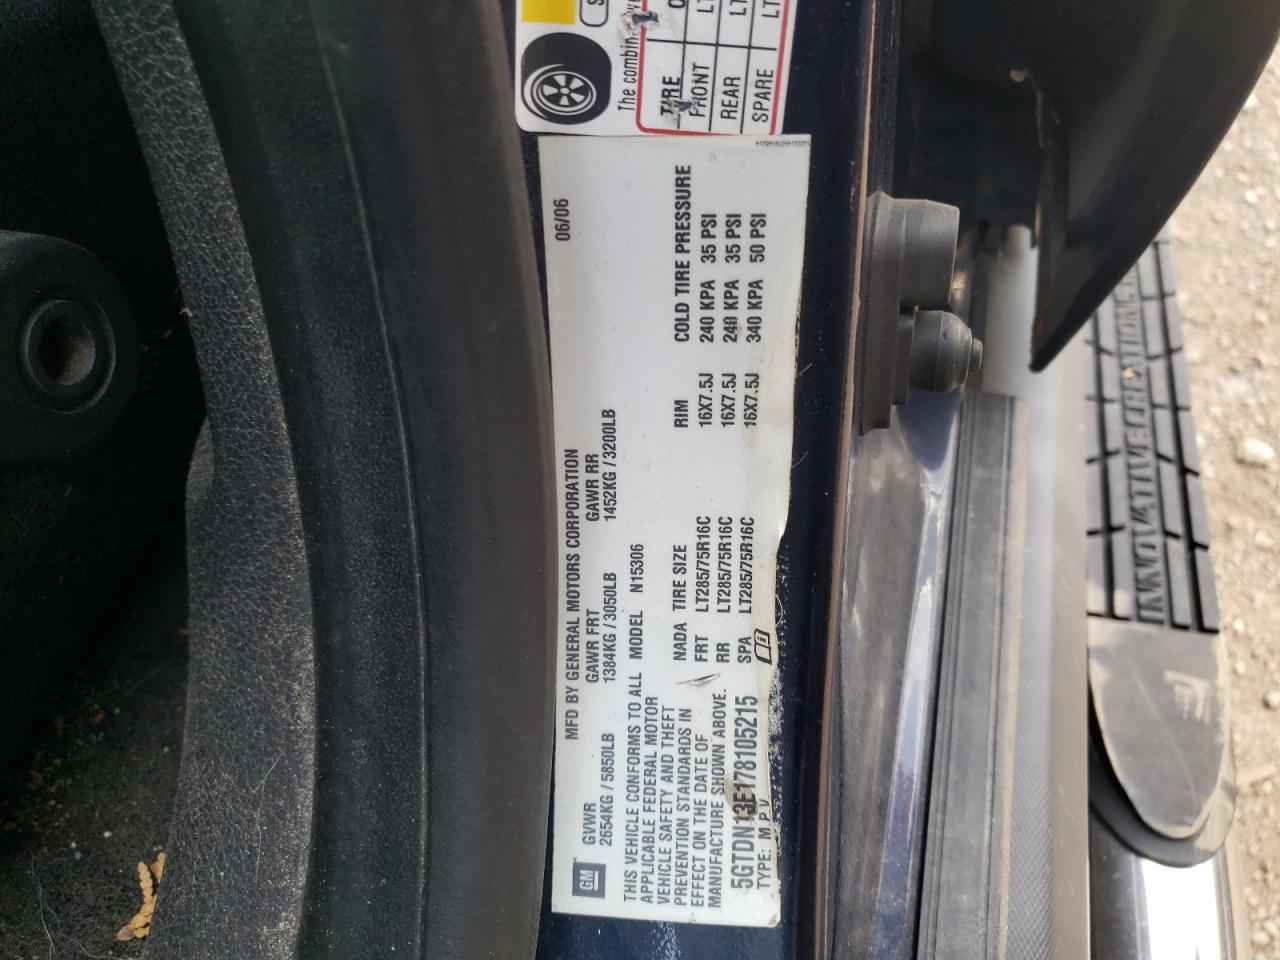 The combin
TIRE
FRONT LT
REAR LT
SPARE LT
06/06
MFD BY GENERAL MOTORS CORPORATION
GM
GVWR GAWR FRT GAWR RR
2654KG / 5850LB 1384KG / 3050LB 1452KG / 3200LB
THIS VEHICLE CONFORMS TO ALL
APPLICABLE FEDERAL MOTOR
VEHICLE SAFETY AND THEFT
PREVENTION STANDARDS IN
EFFECT ON THE DATE OF
MANUFACTURE SHOWN ABOVE.
5GTDN13E178105215
TYPE: M.P.V.
MODEL N15306
NADA TIRE SIZE RIM COLD TIRE PRESSURE
FRT LT285/75R16C 16X7.5J 240 KPA 35 PSI
RR LT285/75R16C 16X7.5J 240 KPA 35 PSI
SPA LT285/75R16C 16X7.5J 340 KPA 50 PSI
i